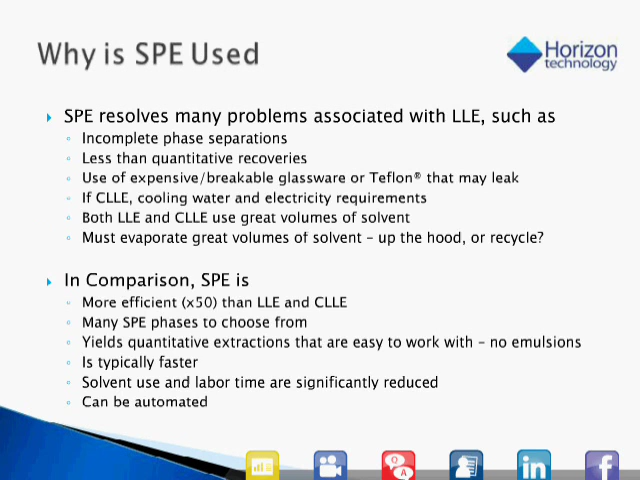 Why is SPE Used
Horizon
technology
SPE resolves many problems associated with LLE, such as
Incomplete phase separations
Less than quantitative recoveries
Use of expensive/breakable glassware or Teflon® that may leak
If CLLE, cooling water and electricity requirements
Both LLE and CLLE use great volumes of solvent
Must evaporate great volumes of solvent – up the hood, or recycle?
In Comparison, SPE is
More efficient (x50) than LLE and CLLE
Many SPE phases to choose from
Yields quantitative extractions that are easy to work with – no emulsions
Is typically faster
Solvent use and labor time are significantly reduced
Can be automated
Q
A
in
f